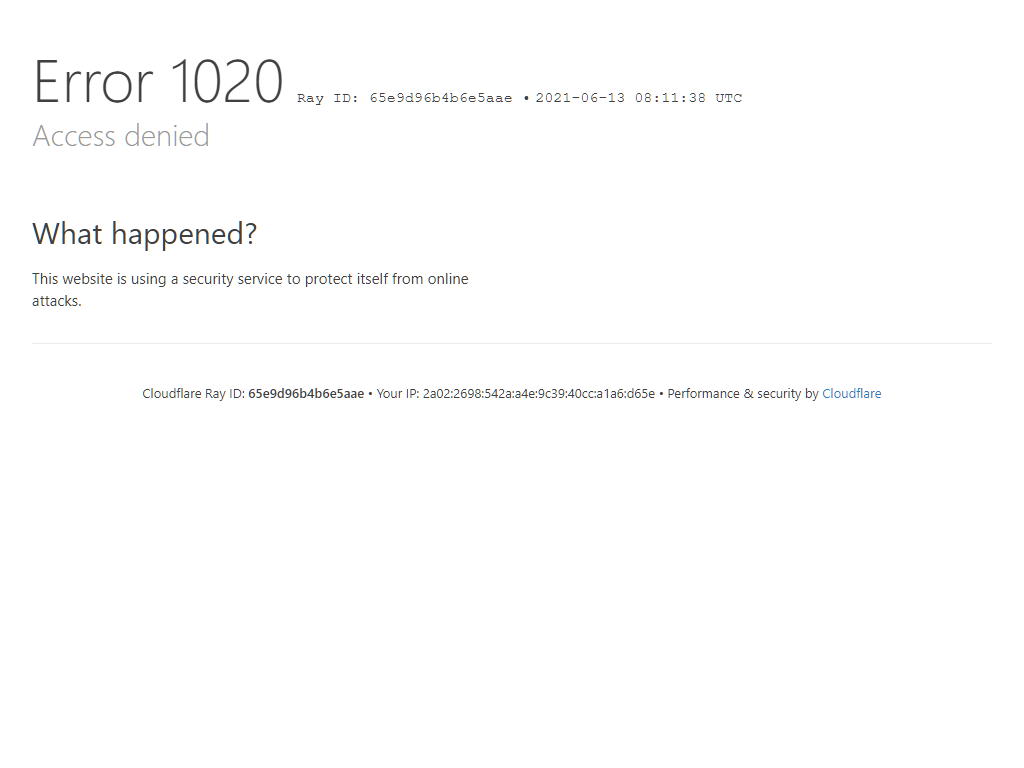 Error 1020 Ray ID: 65e9d96b4b6e5aae • 2021-06-13 08:11:38 UTC
Access denied
What happened?
This website is using a security service to protect itself from online
attacks.
Cloudflare Ray ID: 65e9d96b4b6e5aae • Your IP: 2a02:2698:542a:a4e:9c39:40cc:a1a6:d65e • Performance & security by Cloudflare